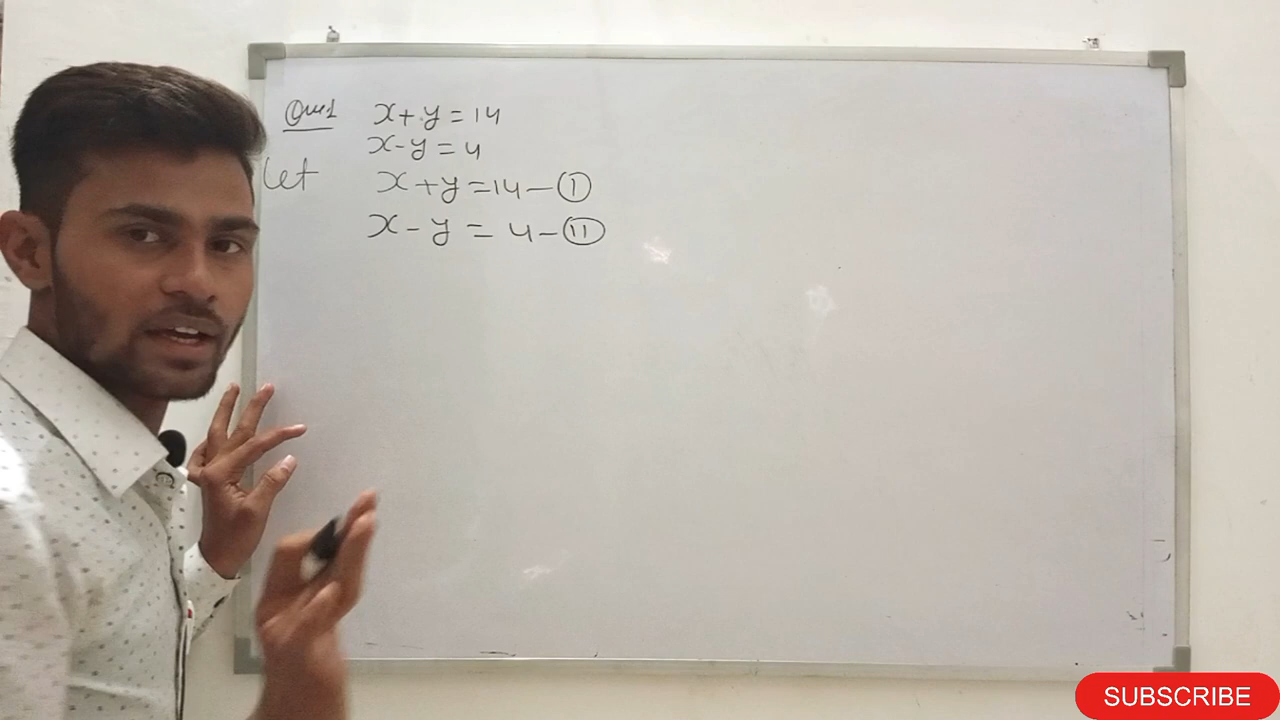 Ques1 x+y=14
x-y=4
Let x+y=14-①
x-y=4-⑪
SUBSCRIBE